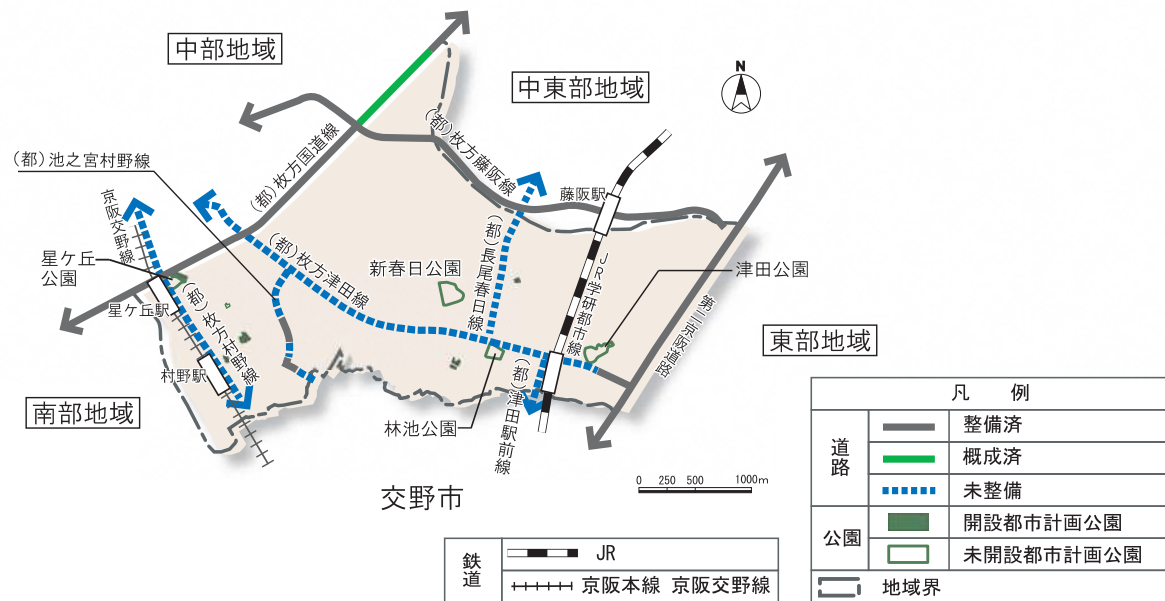 中部地域
中東部地域
N
(都)池之宮村野線
(都)枚方国道線
(都)枚方藤阪線
藤阪駅
京阪交野線
星ケ丘
公園
(都)枚方津田線
新春日公園
(都)長尾春日線
JR学研都市線
津田公園
星ケ丘駅
(都)枚方村野線
第二京阪道路
東部地域
村野駅
南部地域
林池公園
(都)津田駅前線
交野市
0 250 500 1000m
凡 例
道路
整備済
概成済
未整備
公園
開設都市計画公園
未開設都市計画公園
地域界
鉄道
JR
京阪本線 京阪交野線